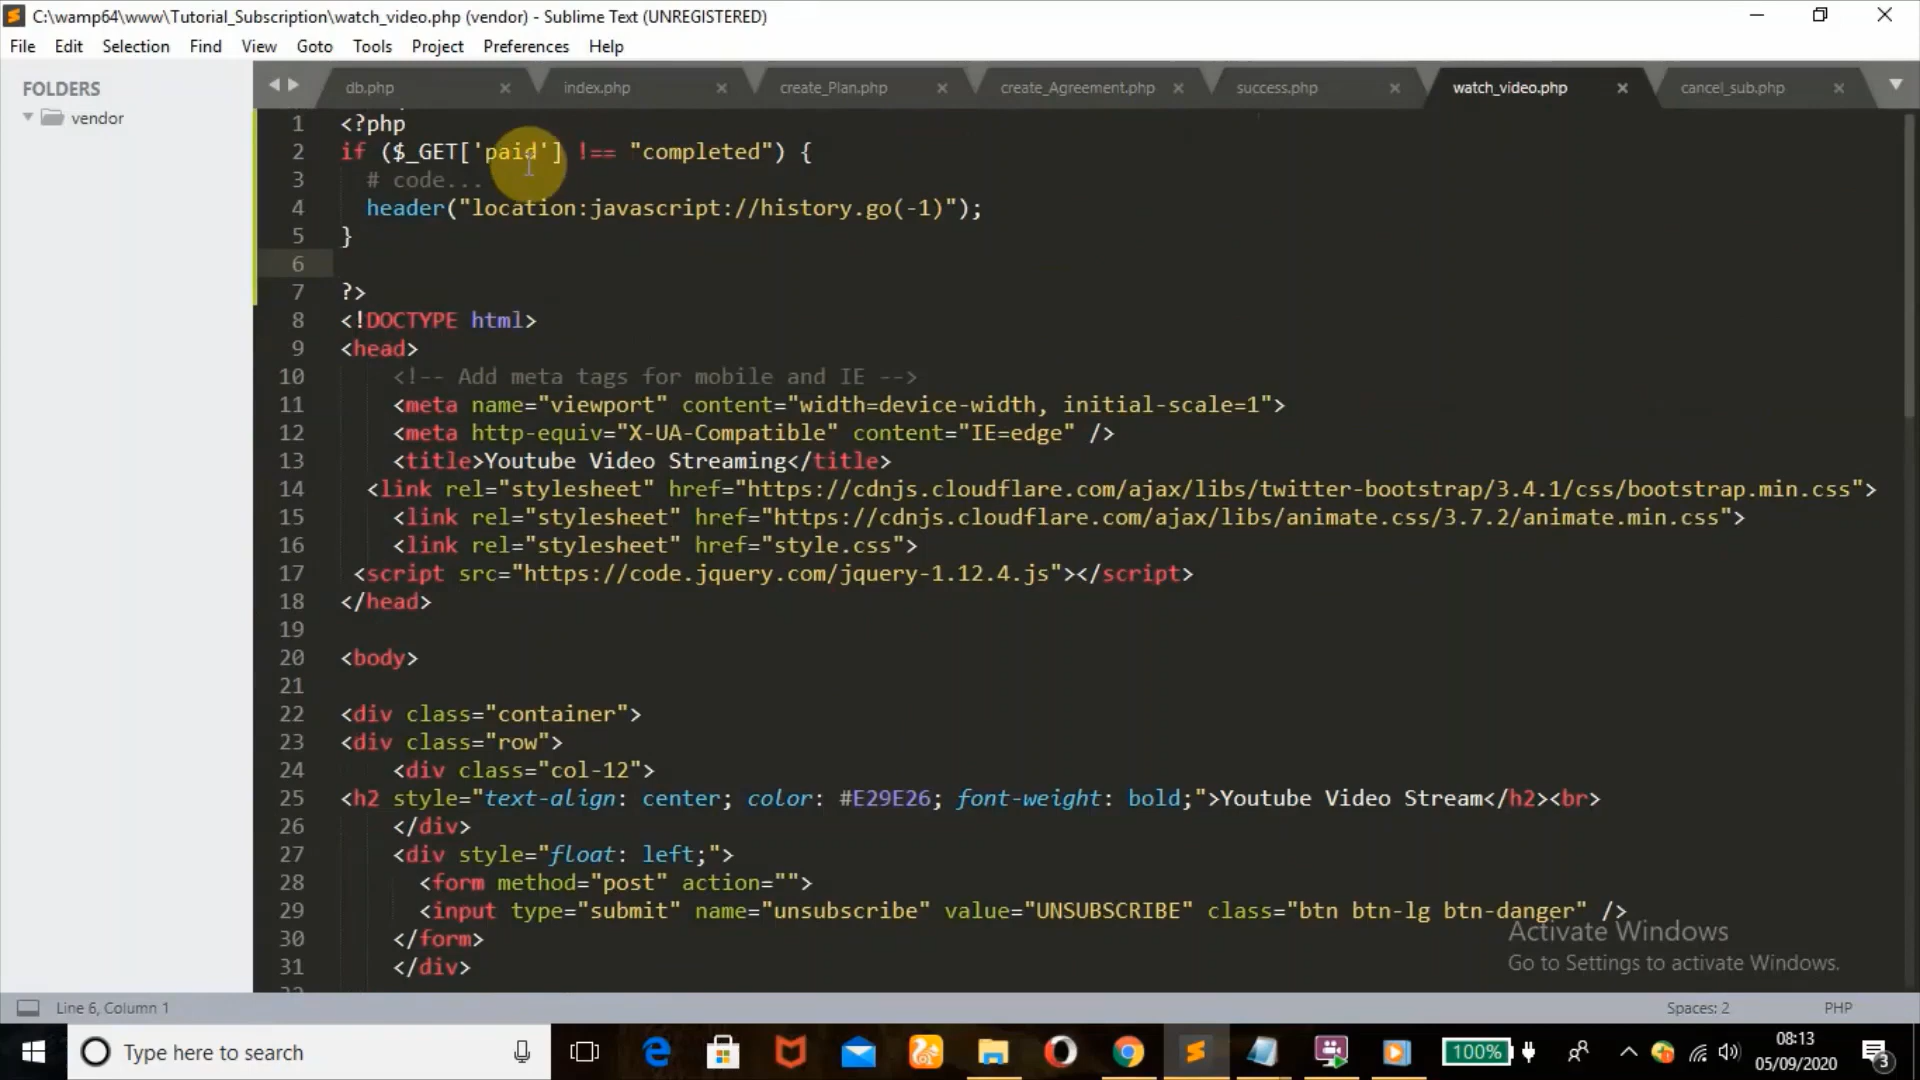 C:\wamp64\www\Tutorial_Subscription\watch_video.php (vendor) - Sublime Text (UNREGISTERED)
File Edit Selection Find View Goto Tools Project Preferences Help
FOLDERS
vendor
db.php index.php create_Plan.php create_Agreement.php success.php watch_video.php cancel_sub.php
1 <?php
2 if ($_GET['paid'] !== "completed") {
3 # code...
4 header("location:javascript://history.go(-1)");
5 }
6
7 ?>
8 <!DOCTYPE html>
9 <head>
10 <!-- Add meta tags for mobile and IE -->
11 <meta name="viewport" content="width=device-width, initial-scale=1">
12 <meta http-equiv="X-UA-Compatible" content="IE=edge" />
13 <title>Youtube Video Streaming</title>
14 <link rel="stylesheet" href="https://cdnjs.cloudflare.com/ajax/libs/twitter-bootstrap/3.4.1/css/bootstrap.min.css">
15 <link rel="stylesheet" href="https://cdnjs.cloudflare.com/ajax/libs/animate.css/3.7.2/animate.min.css">
16 <link rel="stylesheet" href="style.css">
17 <script src="https://code.jquery.com/jquery-1.12.4.js"></script>
18 </head>
19
20 <body>
21
22 <div class="container">
23 <div class="row">
24 <div class="col-12">
25 <h2 style="text-align: center; color: #E29E26; font-weight: bold;">Youtube Video Stream</h2><br>
26 </div>
27 <div style="float: left;">
28 <form method="post" action="">
29 <input type="submit" name="unsubscribe" value="UNSUBSCRIBE" class="btn btn-lg btn-danger" />
30 </form>
31 </div>
Activate Windows
Go to Settings to activate Windows.
Line 6, Column 1 Spaces: 2 PHP
Type here to search 100% 08:13
05/09/2020 3